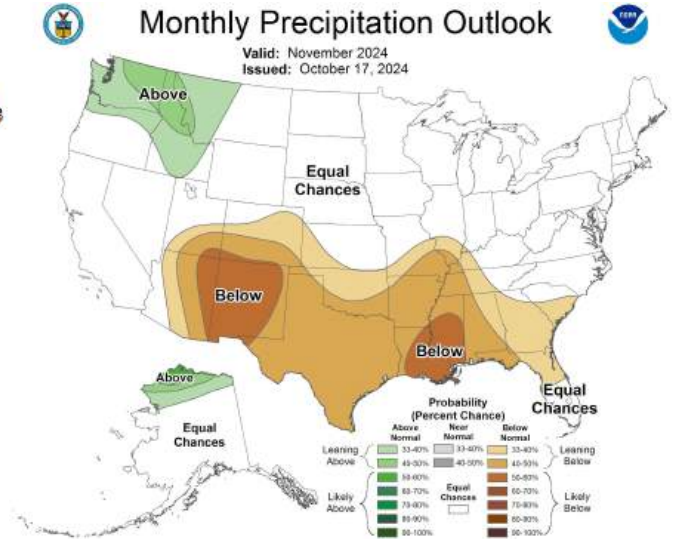 Monthly Precipitation Outlook
Valid: November 2024
Issued: October 17, 2024
Above
Equal
Chances
Below
Below
Above
Equal
Chances
Equal
Chances
Probability
(Percent Chance)
Above
Normal
Near
Normal
Below
Normal
Leaning
Above
33-40%
40-50%
33-40%
40-50%
33-40%
40-50%
Leaning
Below
Likely
Above
50-60%
60-70%
70-80%
80-90%
90-100%
Equal
Chances
50-60%
60-70%
70-80%
80-90%
90-100%
Likely
Below